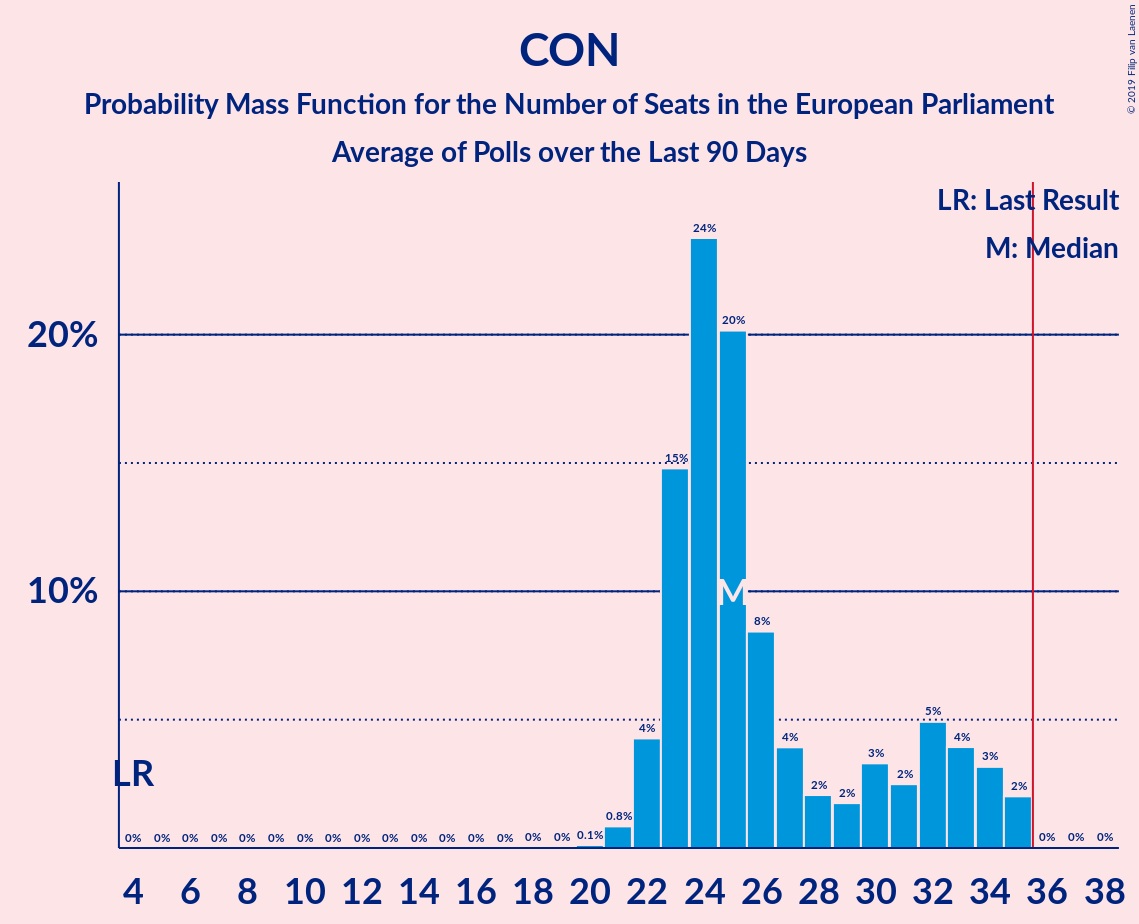 CON
Probability Mass Function for the Number of Seats in the European Parliament
Average of Polls over the Last 90 Days
© 2019 Filip van Laenen
LR: Last Result
M: Median
24%
20%
20%
15%
10%
M
8%
5%
4%
4%
4%
3%
3%
2%
2%
2%
2%
LR
0% 0% 0% 0% 0% 0% 0% 0% 0% 0% 0% 0% 0% 0% 0% 0% 0.1% 0.8% 0% 0% 0%
4 6 8 10 12 14 16 18 20 22 24 26 28 30 32 34 36 38